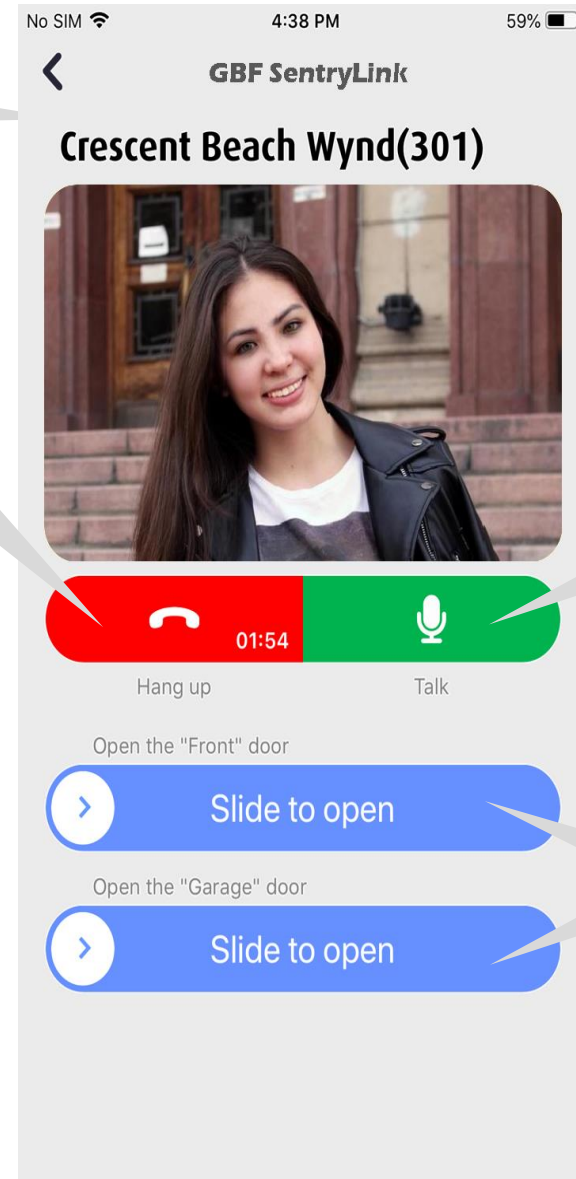 No SIM 4:38 PM 59%
GBF SentryLink
Crescent Beach Wynd(301)
01:54
Hang up Talk
Open the "Front" door
Slide to open
Open the "Garage" door
Slide to open